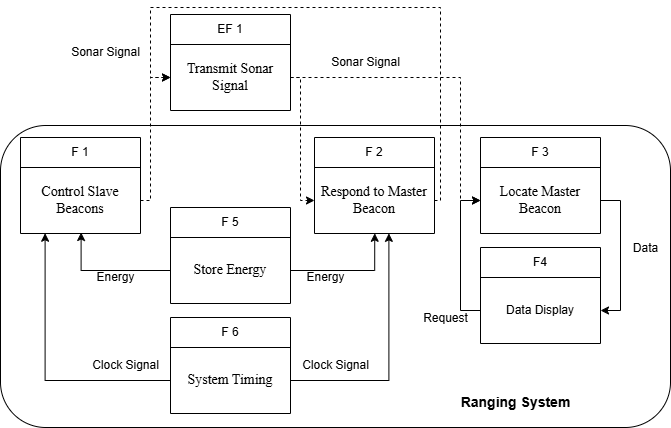 EF 1
Sonar Signal
Transmit Sonar
Signal
Sonar Signal
F 1
F 2
F 3
Control Slave
Beacons
Respond to Master
Beacon
Locate Master
Beacon
F 5
Store Energy
Energy
Energy
F4
Data Display
Data
Request
F 6
System Timing
Clock Signal
Clock Signal
Ranging System